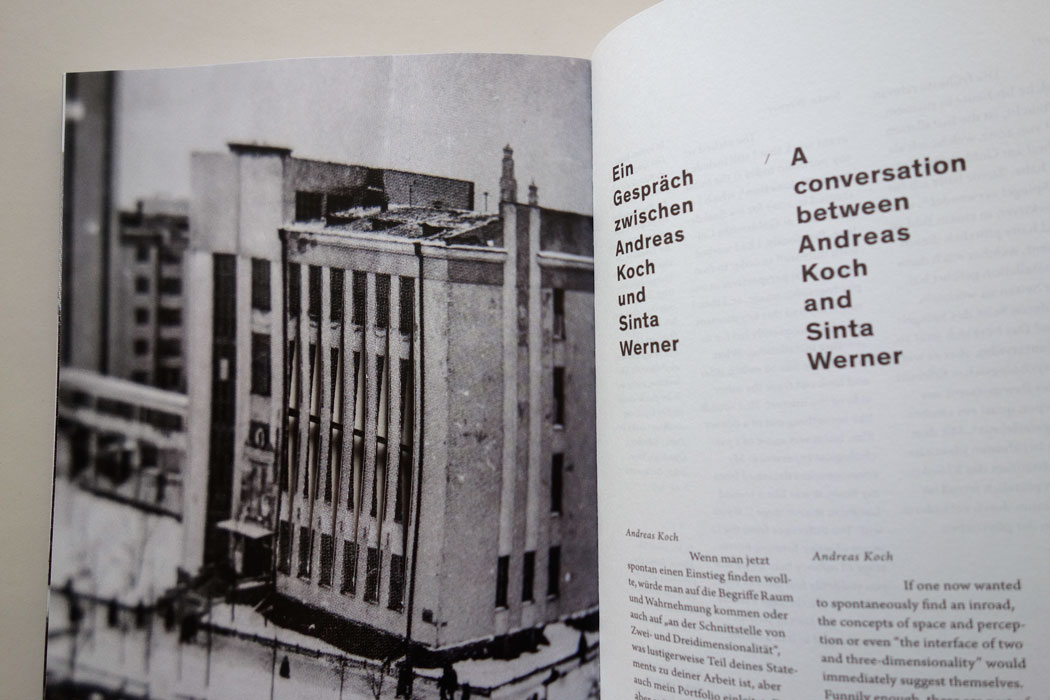 Ein
Gespräch
zwischen
Andreas
Koch
und
Sinta
Werner
/
A
conversation
between
Andreas
Koch
and
Sinta
Werner
Andreas Koch
Wenn man jetzt
spontan einen Einstieg finden woll-
te, würde man auf die Begriffe Raum
und Wahrnehmung kommen oder
auch auf „an der Schnittstelle von
Zwei- und Dreidimensionalität“,
was lustigerweise Teil deines State-
ments zu deiner Arbeit ist, aber
auch mein Portfolio
Andreas Koch
If one now wanted
to spontaneously find an inroad,
the concepts of space and percep-
tion or even “the interface of two
and three-dimensionality” would
immediately suggest themselves.
Funnily enough,